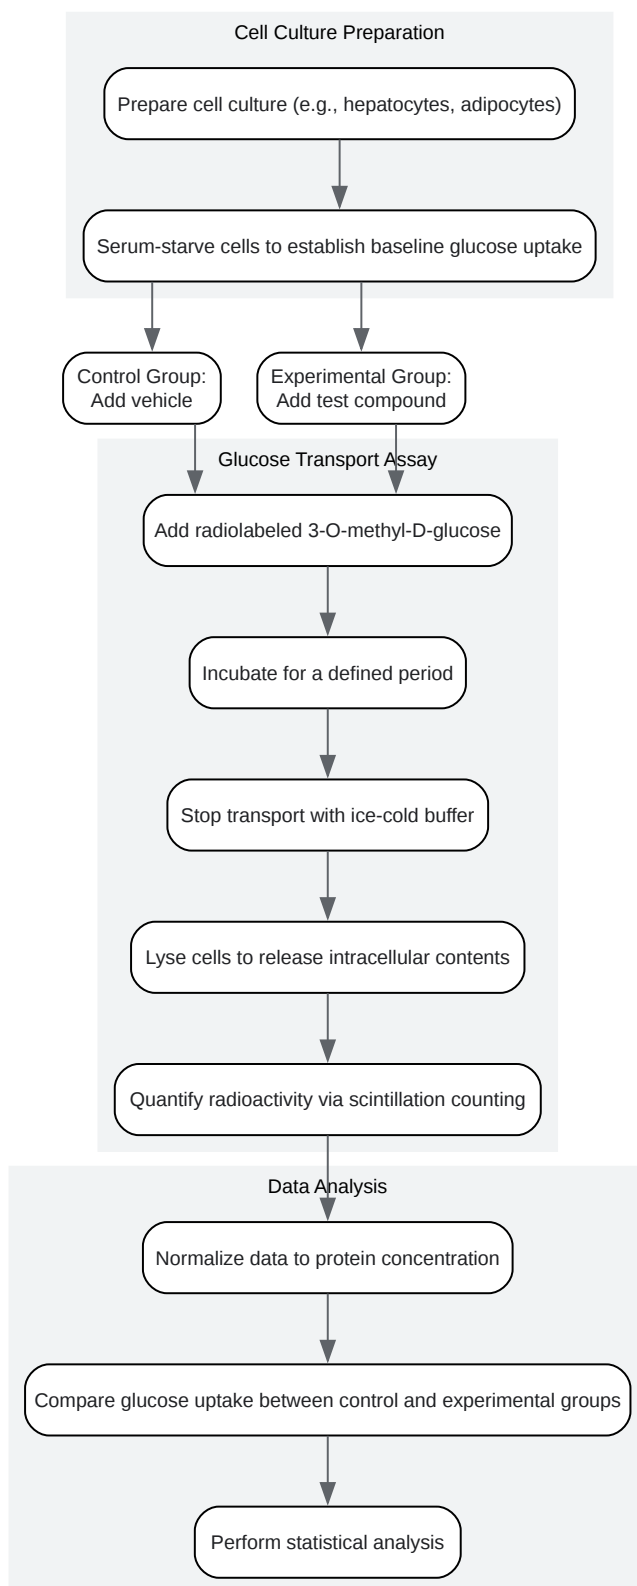 Cell Culture Preparation
Prepare cell culture (e.g., hepatocytes, adipocytes)
Serum-starve cells to establish baseline glucose uptake
Control Group:
Add vehicle
Experimental Group:
Add test compound
Glucose Transport Assay
Add radiolabeled 3-O-methyl-D-glucose
Incubate for a defined period
Stop transport with ice-cold buffer
Lyse cells to release intracellular contents
Quantify radioactivity via scintillation counting
Data Analysis
Normalize data to protein concentration
Compare glucose uptake between control and experimental groups
Perform statistical analysis